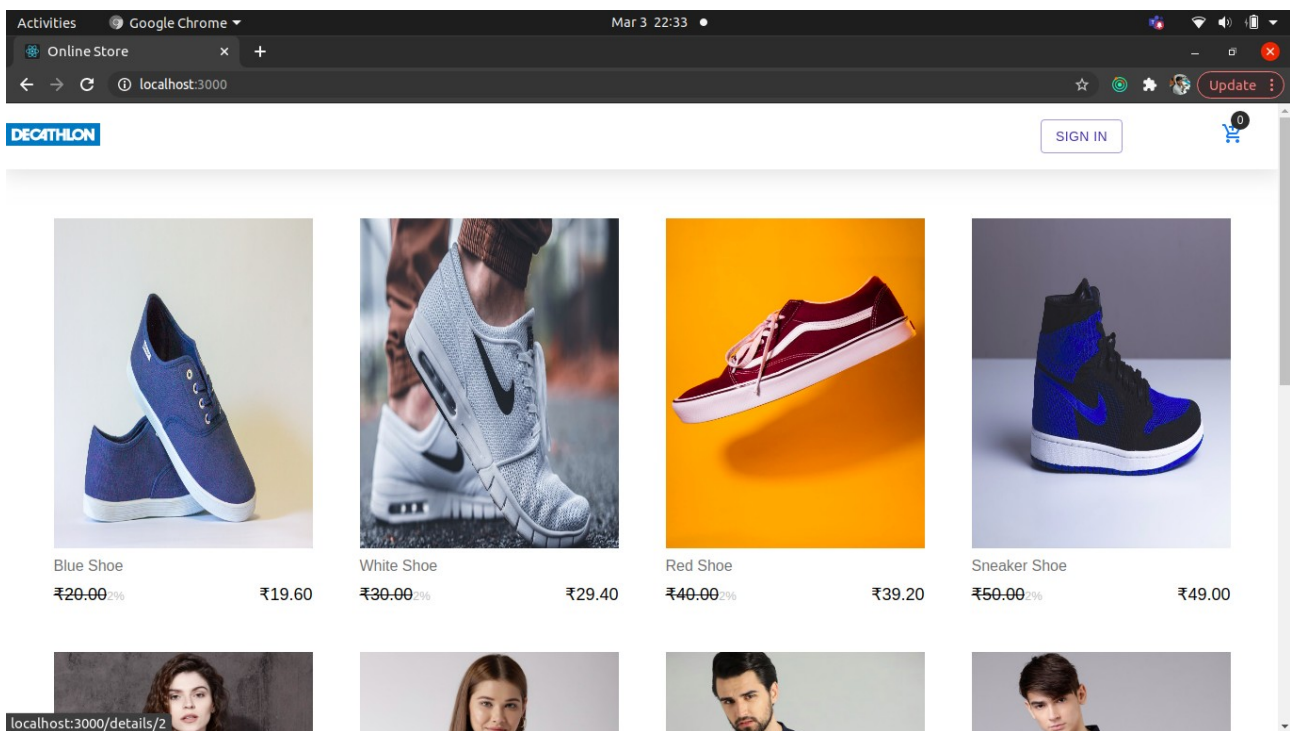 Activities Google Chrome Mar 3 22:33
Online Store
localhost:3000 Update
DECATHLON SIGN IN 0
Blue Shoe White Shoe Red Shoe Sneaker Shoe
₹20.00 2% ₹19.60 ₹30.00 2% ₹29.40 ₹40.00 2% ₹39.20 ₹50.00 2% ₹49.00
localhost:3000/details/2